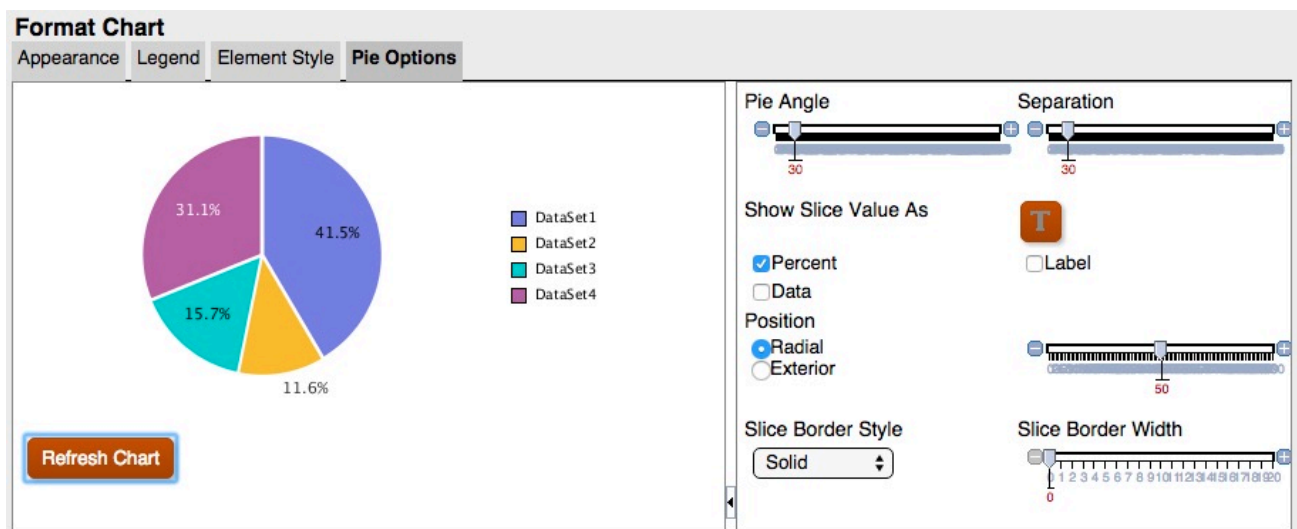 Format Chart
Appearance Legend Element Style Pie Options
41.5%
31.1%
15.7%
11.6%
DataSet1
DataSet2
DataSet3
DataSet4
Refresh Chart
Pie Angle Separation
30 30
Show Slice Value As
T
Percent Label
Data
Position
Radial
Exterior
50
Slice Border Style Slice Border Width
Solid
1 2 3 4 5 6 7 8 9 10 11 12 13 14 15 16 17 18 19 20
0